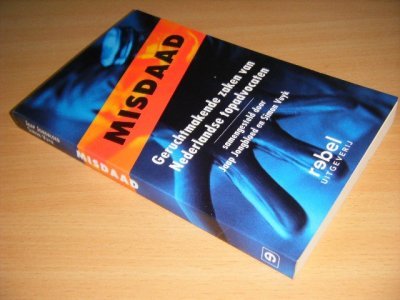 MISDAAD
Geruchtmakende zaken van
Nederlandse topadvocaten
samengesteld door
Jaap Jongbloed en Simon Vuyk
rebel
UITGEVERIJ
MISDAAD